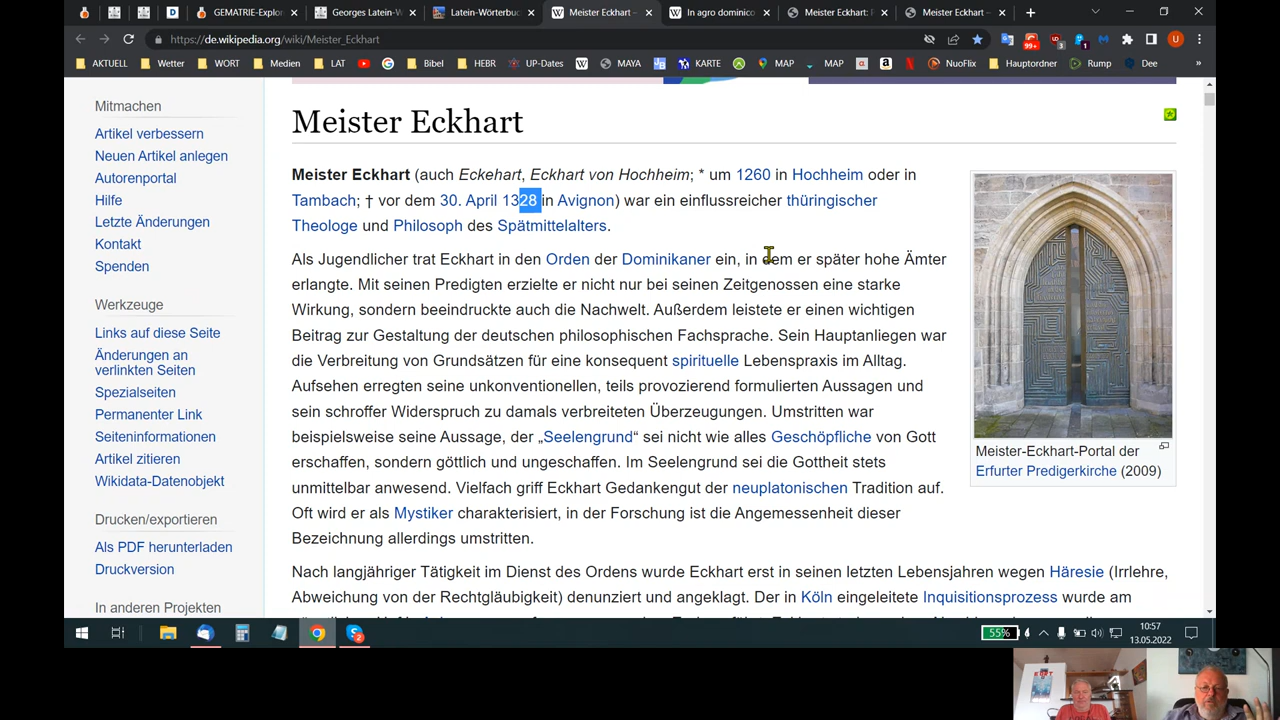 GEMATRIE-Explor
Georges Latein-W
Latein-Wörterbuc
Meister Eckhart –
In agro dominico
Meister Eckhart: P
Meister Eckhart –
https://de.wikipedia.org/wiki/Meister_Eckhart
99+
3
1
U
AKTUELL
Wetter
WORT
Medien
LAT
Bibel
HEBR
UP-Dates
MAYA
KARTE
MAP
MAP
NuoFlix
Hauptordner
Rump
Dee
»
Mitmachen
Artikel verbessern
Neuen Artikel anlegen
Autorenportal
Hilfe
Letzte Änderungen
Kontakt
Spenden
Werkzeuge
Links auf diese Seite
Änderungen an
verlinkten Seiten
Spezialseiten
Permanenter Link
Seiteninformationen
Artikel zitieren
Wikidata-Datenobjekt
Drucken/exportieren
Als PDF herunterladen
Druckversion
In anderen Projekten
Meister Eckhart
Meister Eckhart (auch Eckehart, Eckhart von Hochheim; * um 1260 in Hochheim oder in
Tambach; † vor dem 30. April 1328 in Avignon) war ein einflussreicher thüringischer
Theologe und Philosoph des Spätmittelalters.
Als Jugendlicher trat Eckhart in den Orden der Dominikaner ein, in dem er später hohe Ämter
erlangte. Mit seinen Predigten erzielte er nicht nur bei seinen Zeitgenossen eine starke
Wirkung, sondern beeindruckte auch die Nachwelt. Außerdem leistete er einen wichtigen
Beitrag zur Gestaltung der deutschen philosophischen Fachsprache. Sein Hauptanliegen war
die Verbreitung von Grundsätzen für eine konsequent spirituelle Lebenspraxis im Alltag.
Aufsehen erregten seine unkonventionellen, teils provozierend formulierten Aussagen und
sein schroffer Widerspruch zu damals verbreiteten Überzeugungen. Umstritten war
beispielsweise seine Aussage, der „Seelengrund“ sei nicht wie alles Geschöpfliche von Gott
erschaffen, sondern göttlich und ungeschaffen. Im Seelengrund sei die Gottheit stets
unmittelbar anwesend. Vielfach griff Eckhart Gedankengut der neuplatonischen Tradition auf.
Oft wird er als Mystiker charakterisiert, in der Forschung ist die Angemessenheit dieser
Bezeichnung allerdings umstritten.
Nach langjähriger Tätigkeit im Dienst des Ordens wurde Eckhart erst in seinen letzten Lebensjahren wegen Häresie (Irrlehre,
Abweichung von der Rechtgläubigkeit) denunziert und angeklagt. Der in Köln eingeleitete Inquisitionsprozess wurde am
Meister-Eckhart-Portal der
Erfurter Predigerkirche (2009)
55%
10:57
13.05.2022